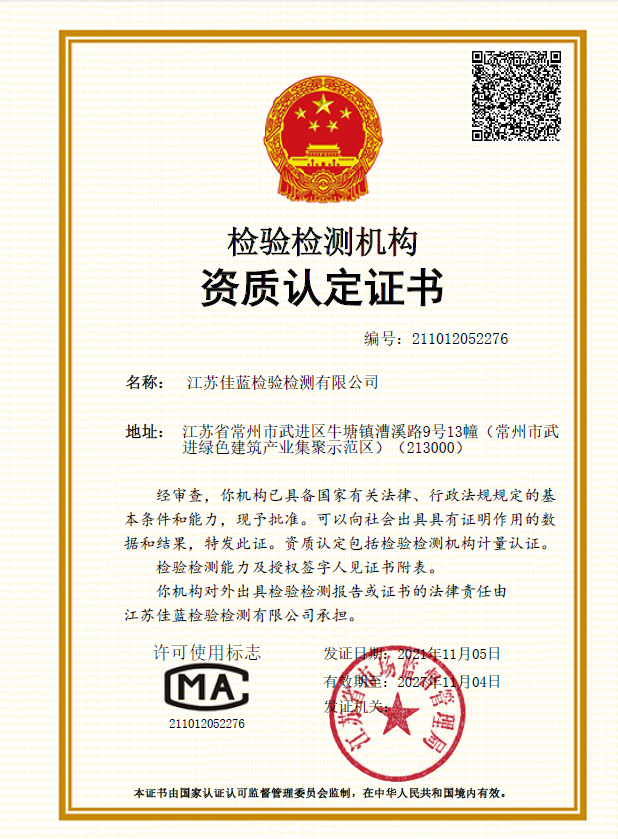 检验检测机构
资质认定证书
编号：211012052276
名称： 江苏佳蓝检验检测有限公司
地址： 江苏省常州市武进区牛塘镇漕溪路9号13幢（常州市武
进绿色建筑产业集聚示范区）（213000）
经审查，你机构已具备国家有关法律、行政法规规定的基
本条件和能力，现予批准。可以向社会出具具有证明作用的数
据和结果，特发此证。资质认定包括检验检测机构计量认证。
检验检测能力及授权签字人见证书附表。
你机构对外出具检验检测报告或证书的法律责任由
江苏佳蓝检验检测有限公司承担。
许可使用标志
MA
211012052276
发证日期：2021年11月05日
有效期至：2027年11月04日
发证机关：
江苏省市场监督管理局
本证书由国家认证认可监督管理委员会监制，在中华人民共和国境内有效。